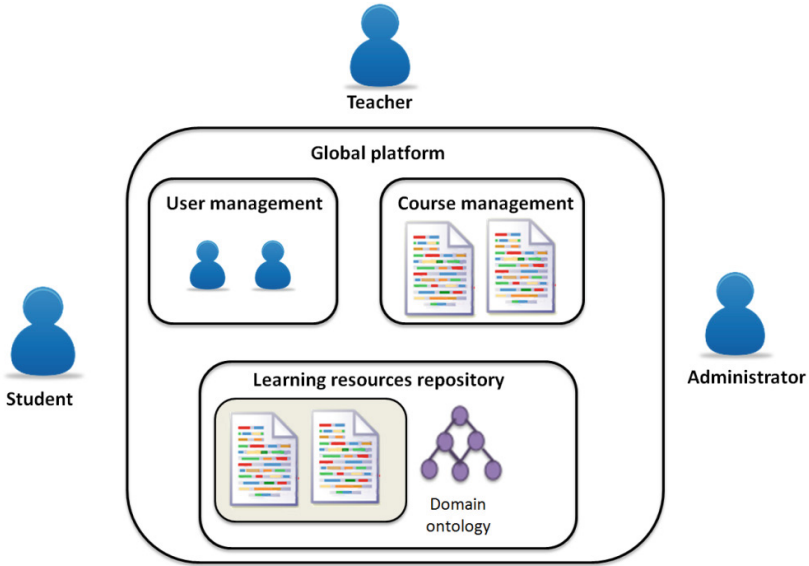 Teacher
Global platform
User management
Course management
Student
Administrator
Learning resources repository
Domain
ontology